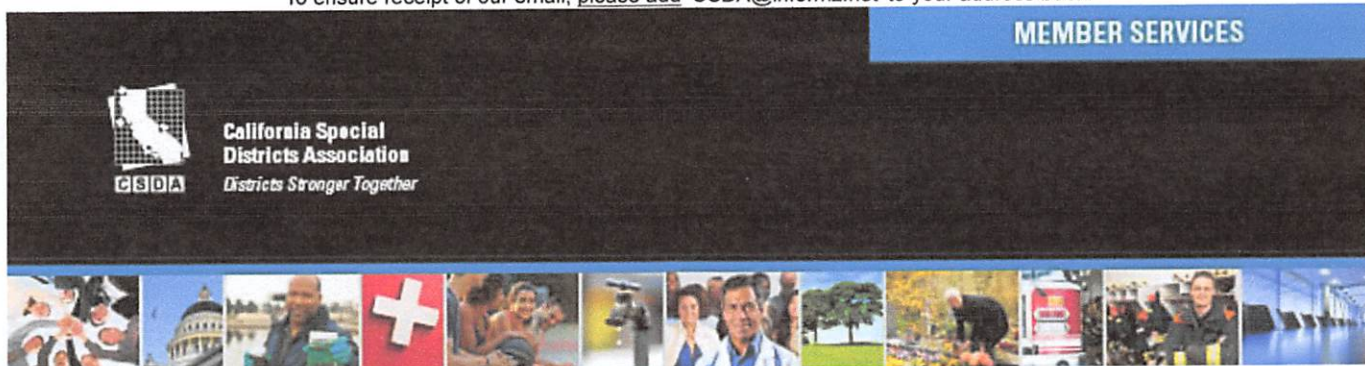 To ensure receipt of our email, please add
MEMBER SERVICES
California Special
Districts Association
Districts Stronger Together
CSDA